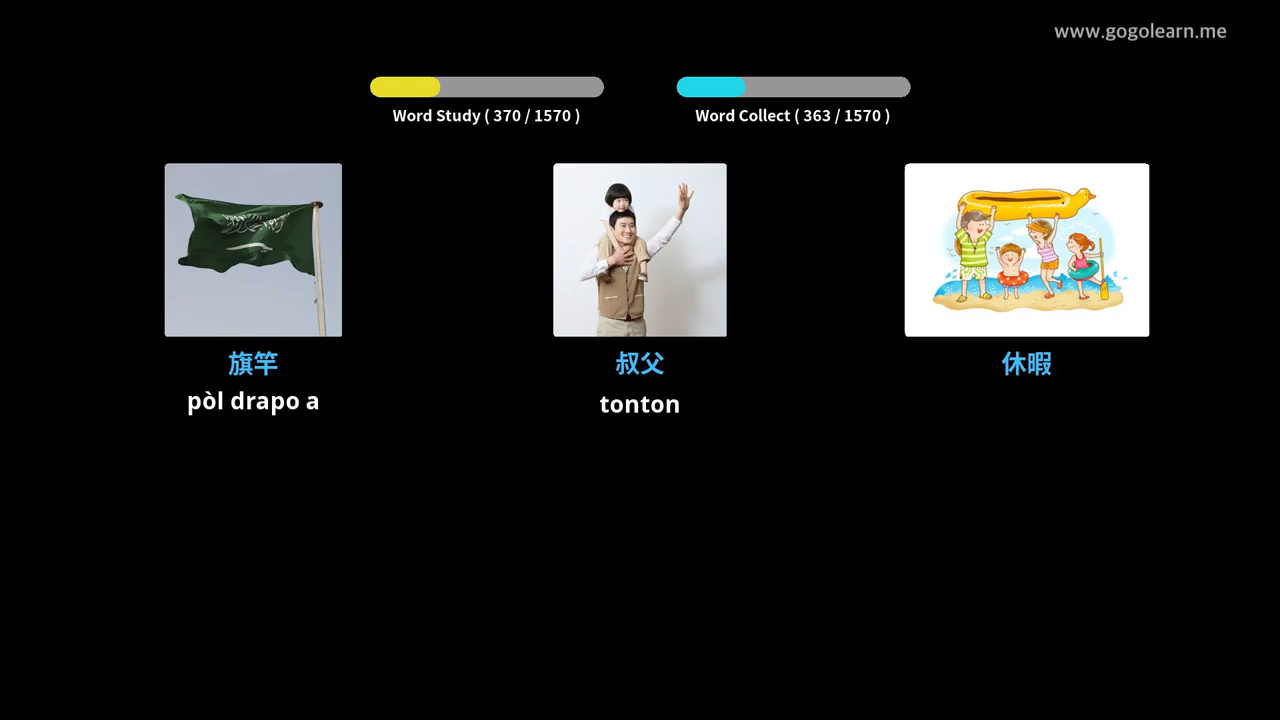 www.gogolearn.me
Word Study ( 370 / 1570 )
Word Collect ( 363 / 1570 )
旗竿
叔父
休暇
pòl drapo a
tonton